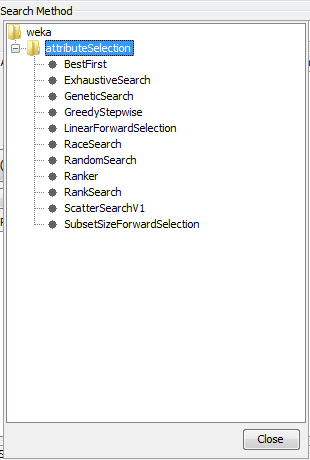 Search Method
weka
attributeSelection
BestFirst
ExhaustiveSearch
GeneticSearch
GreedyStepwise
LinearForwardSelection
RaceSearch
RandomSearch
Ranker
RankSearch
ScatterSearchV1
SubsetSizeForwardSelection
Close